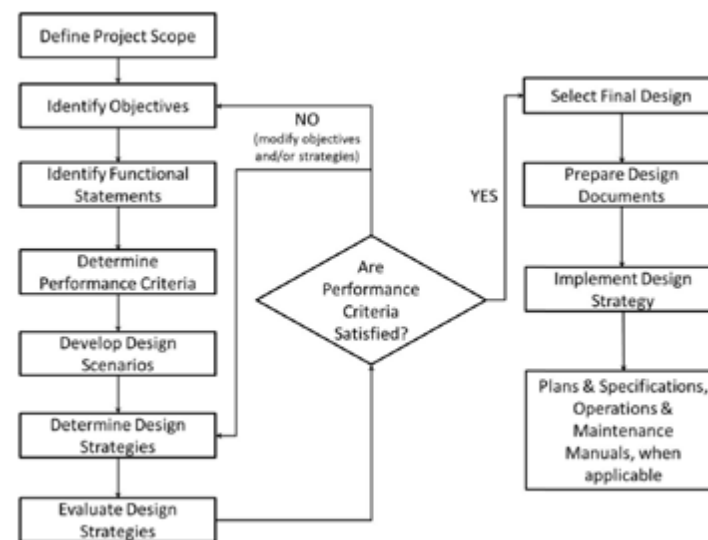 Define Project Scope
Identify Objectives
Identify Functional
Statements
Determine
Performance Criteria
Develop Design
Scenarios
Determine Design
Strategies
Evaluate Design
Strategies
NO
(modify objectives
and/or strategies)
Are
Performance
Criteria
Satisfied?
YES
Select Final Design
Prepare Design
Documents
Implement Design
Strategy
Plans & Specifications,
Operations &
Maintenance
Manuals, when
applicable